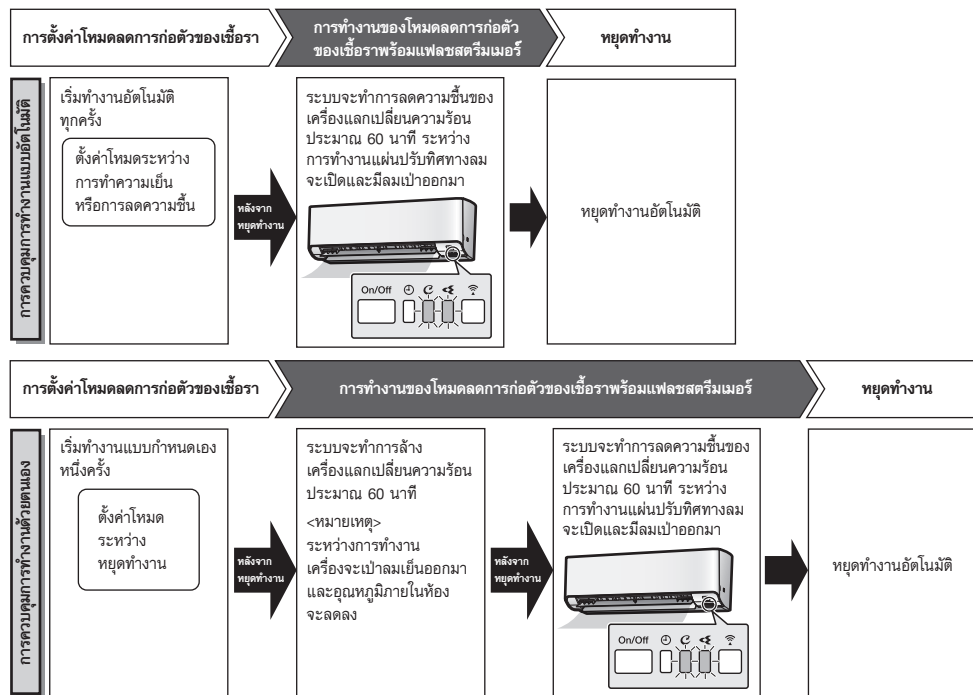 การตั้งค่าโหมดลดการก่อตัวของเชื้อรา
การทำงานของโหมดลดการก่อตัว
ของเชื้อราพร้อมแฟลชสตรีมเมอร์
หยุดทำงาน
การควบคุมการทำงานแบบอัตโนมัติ
เริ่มทำงานอัตโนมัติ
ทุกครั้ง
ตั้งค่าโหมดระหว่าง
การทำความเย็น
หรือการลดความชื้น
หลังจาก
หยุดทำงาน
ระบบจะทำการลดความชื้นของ
เครื่องแลกเปลี่ยนความร้อน
ประมาณ 60 นาที ระหว่าง
การทำงานแผ่นปรับทิศทางลม
จะเปิดและมีลมเป่าออกมา
On/Off
หยุดทำงานอัตโนมัติ
การตั้งค่าโหมดลดการก่อตัวของเชื้อรา
การทำงานของโหมดลดการก่อตัวของเชื้อราพร้อมแฟลชสตรีมเมอร์
หยุดทำงาน
การควบคุมการทำงานด้วยตนเอง
เริ่มทำงานแบบกำหนดเอง
หนึ่งครั้ง
ตั้งค่าโหมด
ระหว่าง
หยุดทำงาน
หลังจาก
หยุดทำงาน
ระบบจะทำการล้าง
เครื่องแลกเปลี่ยนความร้อน
ประมาณ 60 นาที
<หมายเหตุ>
ระหว่างการทำงาน
เครื่องจะเป่าลมเย็นออกมา
และอุณหภูมิภายในห้อง
จะลดลง
หลังจาก
หยุดทำงาน
ระบบจะทำการลดความชื้นของ
เครื่องแลกเปลี่ยนความร้อน
ประมาณ 60 นาที ระหว่าง
การทำงานแผ่นปรับทิศทางลม
จะเปิดและมีลมเป่าออกมา
On/Off
หยุดทำงานอัตโนมัติ